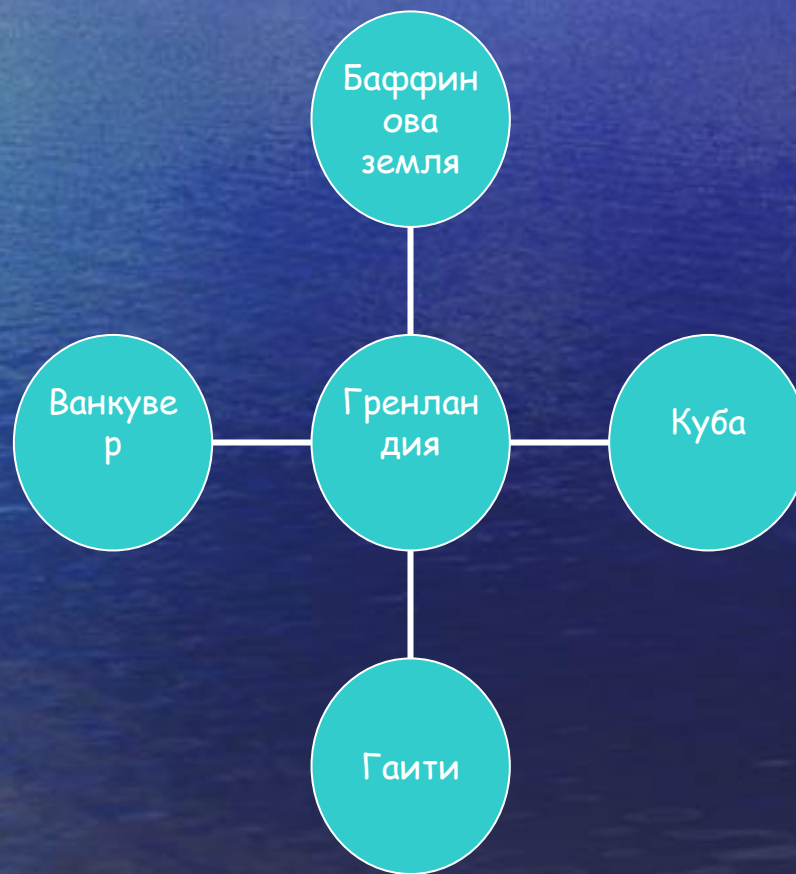 Баффин
ова
земля
Ванкуве
р
Гренлан
дия
Куба
Гаити